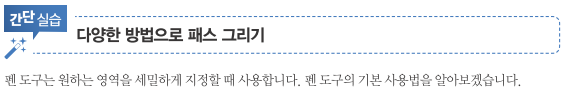 간단 실습
다양한 방법으로 패스 그리기
펜 도구는 원하는 영역을 세밀하게 지정할 때 사용합니다. 펜 도구의 기본 사용법을 알아보겠습니다.